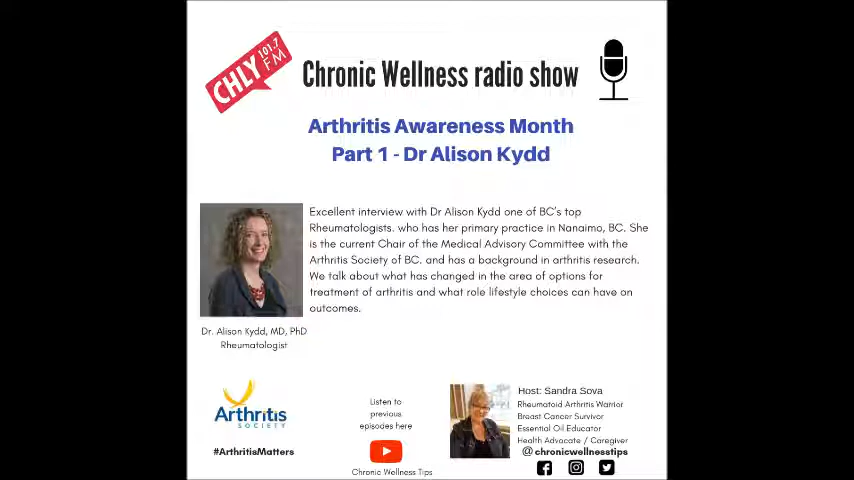 CHLY
101.7
FM
Chronic Wellness radio show
Arthritis Awareness Month
Part 1 - Dr Alison Kydd
Excellent interview with Dr Alison Kydd one of BC's top
Rheumatologists. who has her primary practice in Nanaimo, BC. She
is the current Chair of the Medical Advisory Committee with the
Arthritis Society of BC. and has a background in arthritis research.
We talk about what has changed in the area of options for
treatment of arthritis and what role lifestyle choices can have on
outcomes.
Dr. Alison Kydd, MD, PhD
Rheumatologist
Arthritis
SOCIETY
#ArthritisMatters
Listen to
previous
episodes here
Chronic Wellness Tips
Host: Sandra Sova
Rheumatoid Arthritis Warrior
Breast Cancer Survivor
Essential Oil Educator
Health Advocate / Caregiver
@chronicwellnesstips